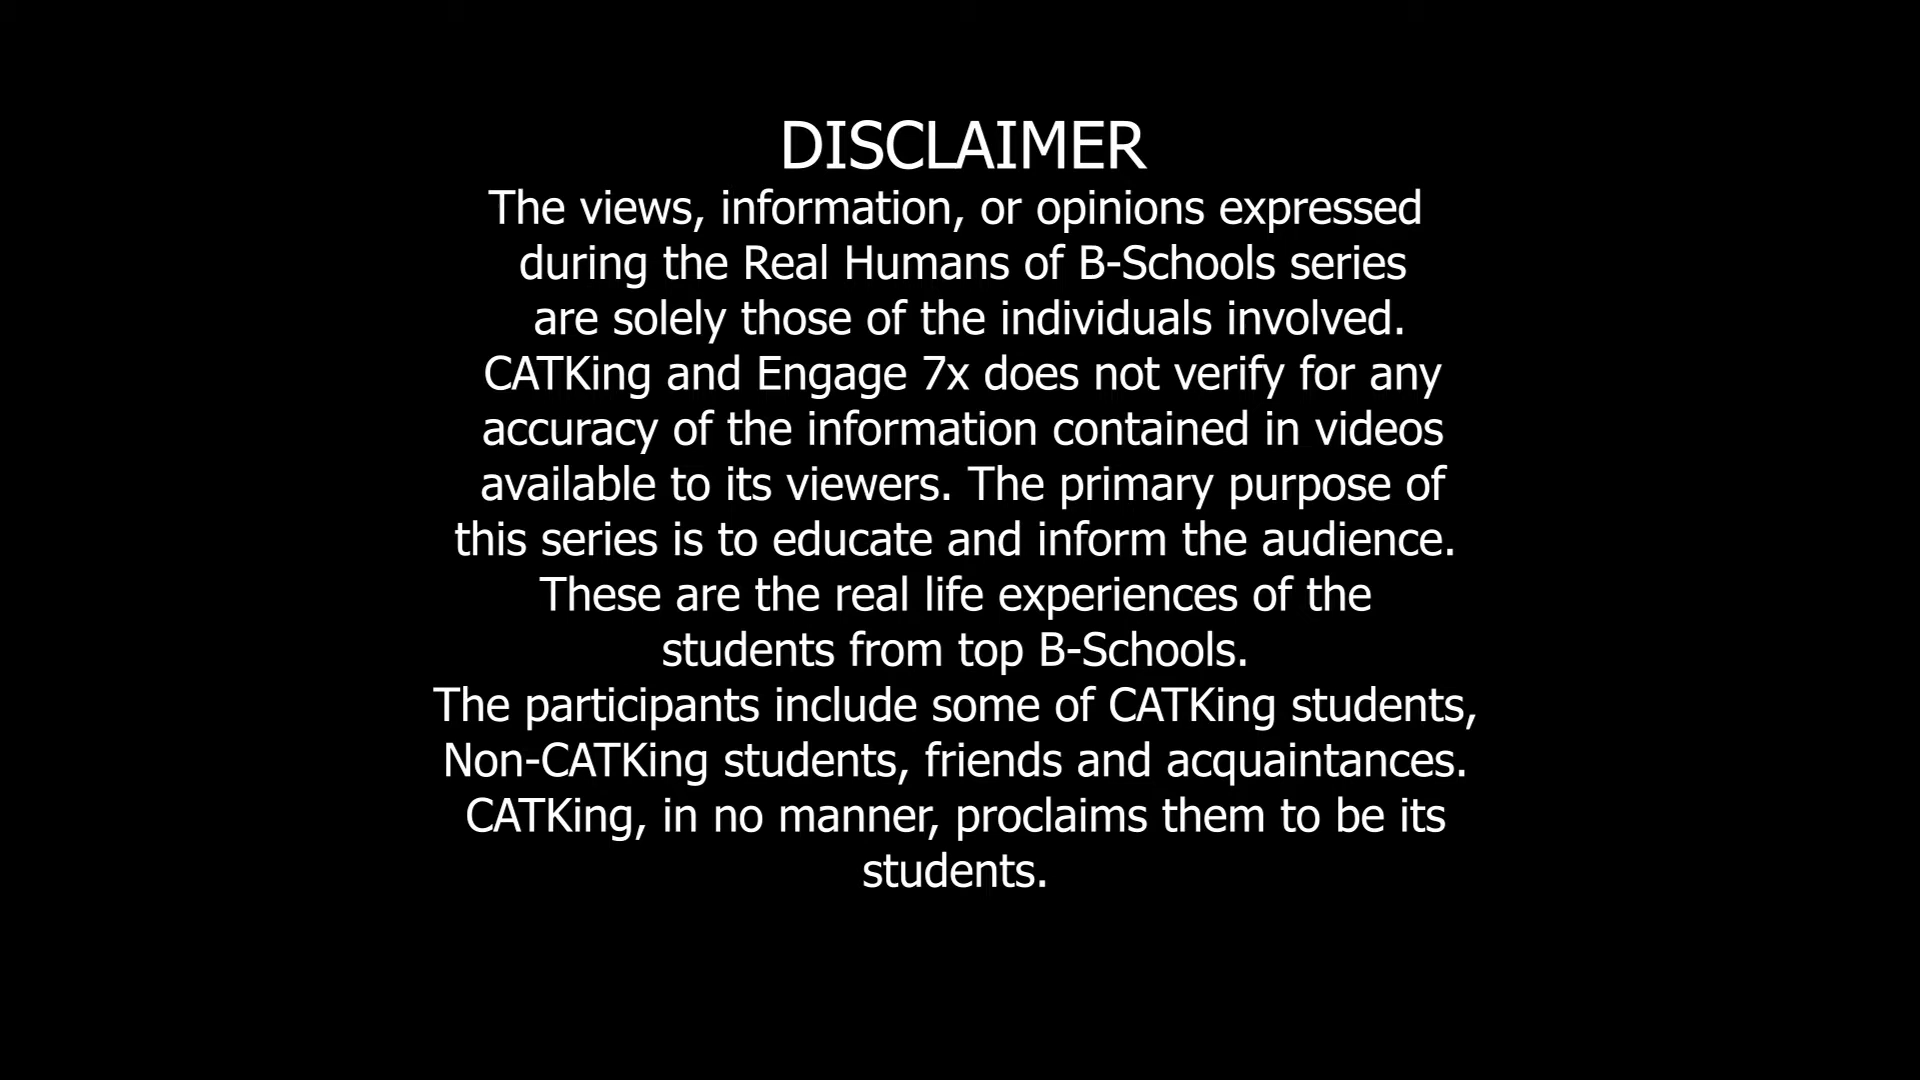 DISCLAIMER
The views, information, or opinions expressed
during the Real Humans of B-Schools series
are solely those of the individuals involved.
CATKing and Engage 7x does not verify for any
accuracy of the information contained in videos
available to its viewers. The primary purpose of
this series is to educate and inform the audience.
These are the real life experiences of the
students from top B-Schools.
The participants include some of CATKing students,
Non-CATKing students, friends and acquaintances.
CATKing, in no manner, proclaims them to be its
students.